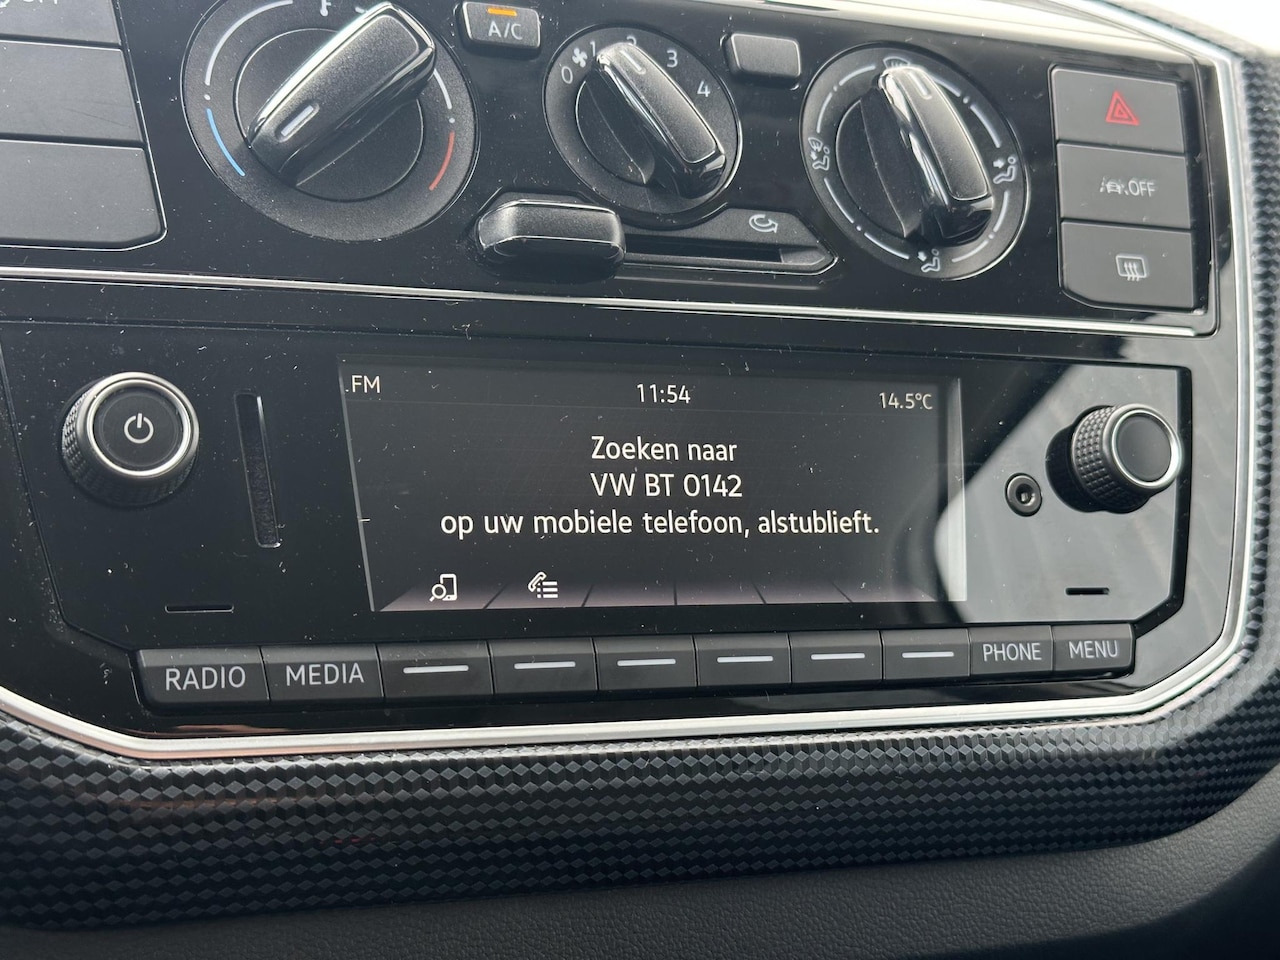 A/C
0 1 2 3 4
OFF
FM 11:54 14.5°C
Zoeken naar
VW BT 0142
op uw mobiele telefoon, alstublieft.
RADIO MEDIA PHONE MENU